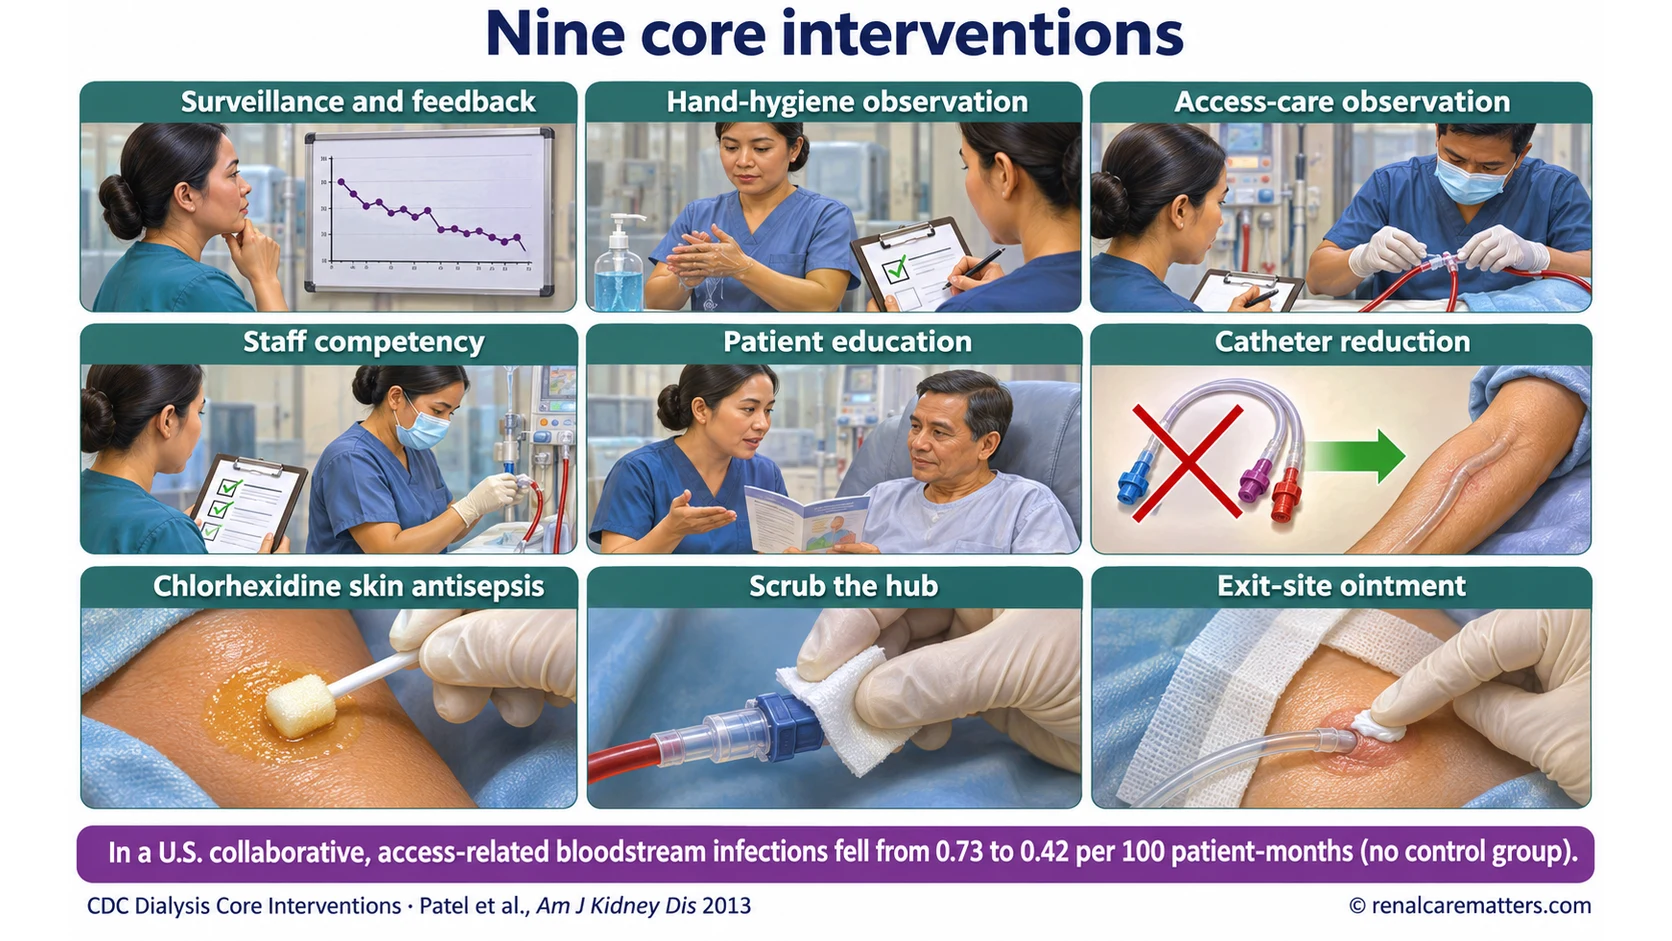 Nine core interventions
Surveillance and feedback
Hand-hygiene observation
Access-care observation
Staff competency
Patient education
Catheter reduction
Chlorhexidine skin antisepsis
Scrub the hub
Exit-site ointment
In a U.S. collaborative, access-related bloodstream infections fell from 0.73 to 0.42 per 100 patient-months (no control group).
CDC Dialysis Core Interventions · Patel et al., Am J Kidney Dis 2013
© renalcarematters.com